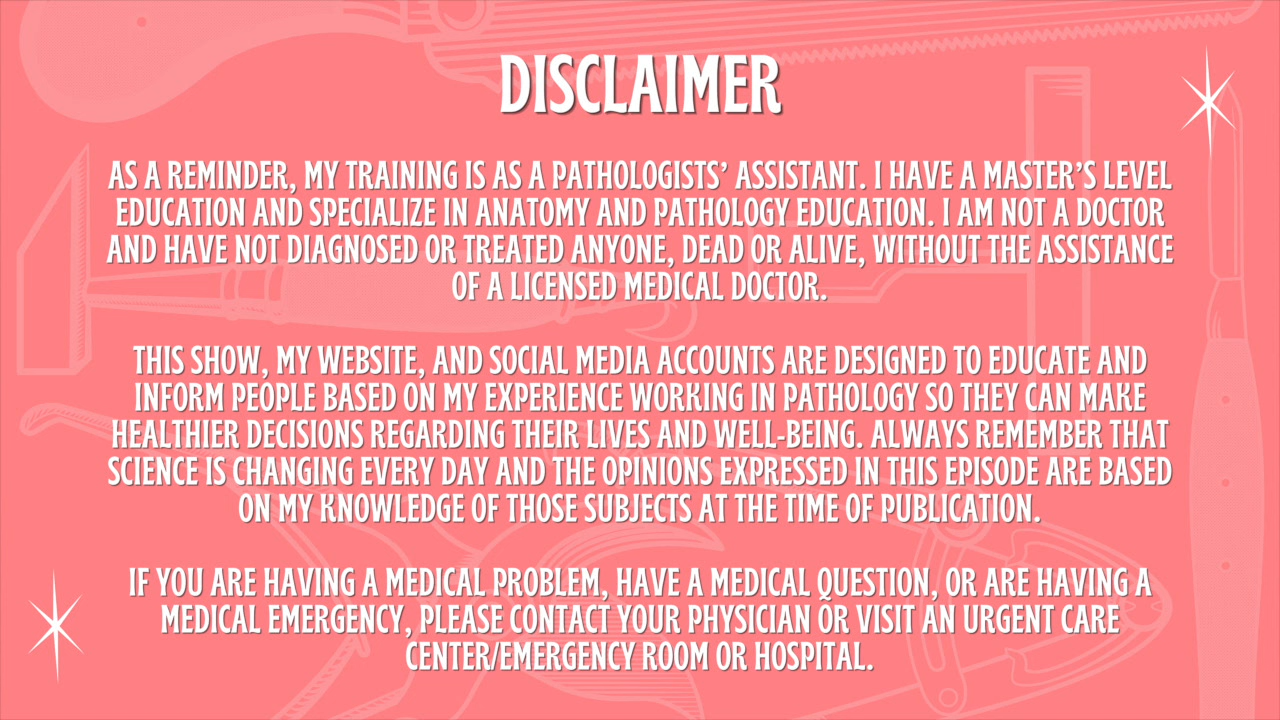 DISCLAIMER
AS A REMINDER, MY TRAINING IS AS A PATHOLOGISTS' ASSISTANT. I HAVE A MASTER'S LEVEL
EDUCATION AND SPECIALIZE IN ANATOMY AND PATHOLOGY EDUCATION. I AM NOT A DOCTOR
AND HAVE NOT DIAGNOSED OR TREATED ANYONE, DEAD OR ALIVE, WITHOUT THE ASSISTANCE
OF A LICENSED MEDICAL DOCTOR.
THIS SHOW, MY WEBSITE, AND SOCIAL MEDIA ACCOUNTS ARE DESIGNED TO EDUCATE AND
INFORM PEOPLE BASED ON MY EXPERIENCE WORKING IN PATHOLOGY SO THEY CAN MAKE
HEALTHIER DECISIONS REGARDING THEIR LIVES AND WELL-BEING. ALWAYS REMEMBER THAT
SCIENCE IS CHANGING EVERY DAY AND THE OPINIONS EXPRESSED IN THIS EPISODE ARE BASED
ON MY KNOWLEDGE OF THOSE SUBJECTS AT THE TIME OF PUBLICATION.
IF YOU ARE HAVING A MEDICAL PROBLEM, HAVE A MEDICAL QUESTION, OR ARE HAVING A
MEDICAL EMERGENCY, PLEASE CONTACT YOUR PHYSICIAN OR VISIT AN URGENT CARE
CENTER/EMERGENCY ROOM OR HOSPITAL.